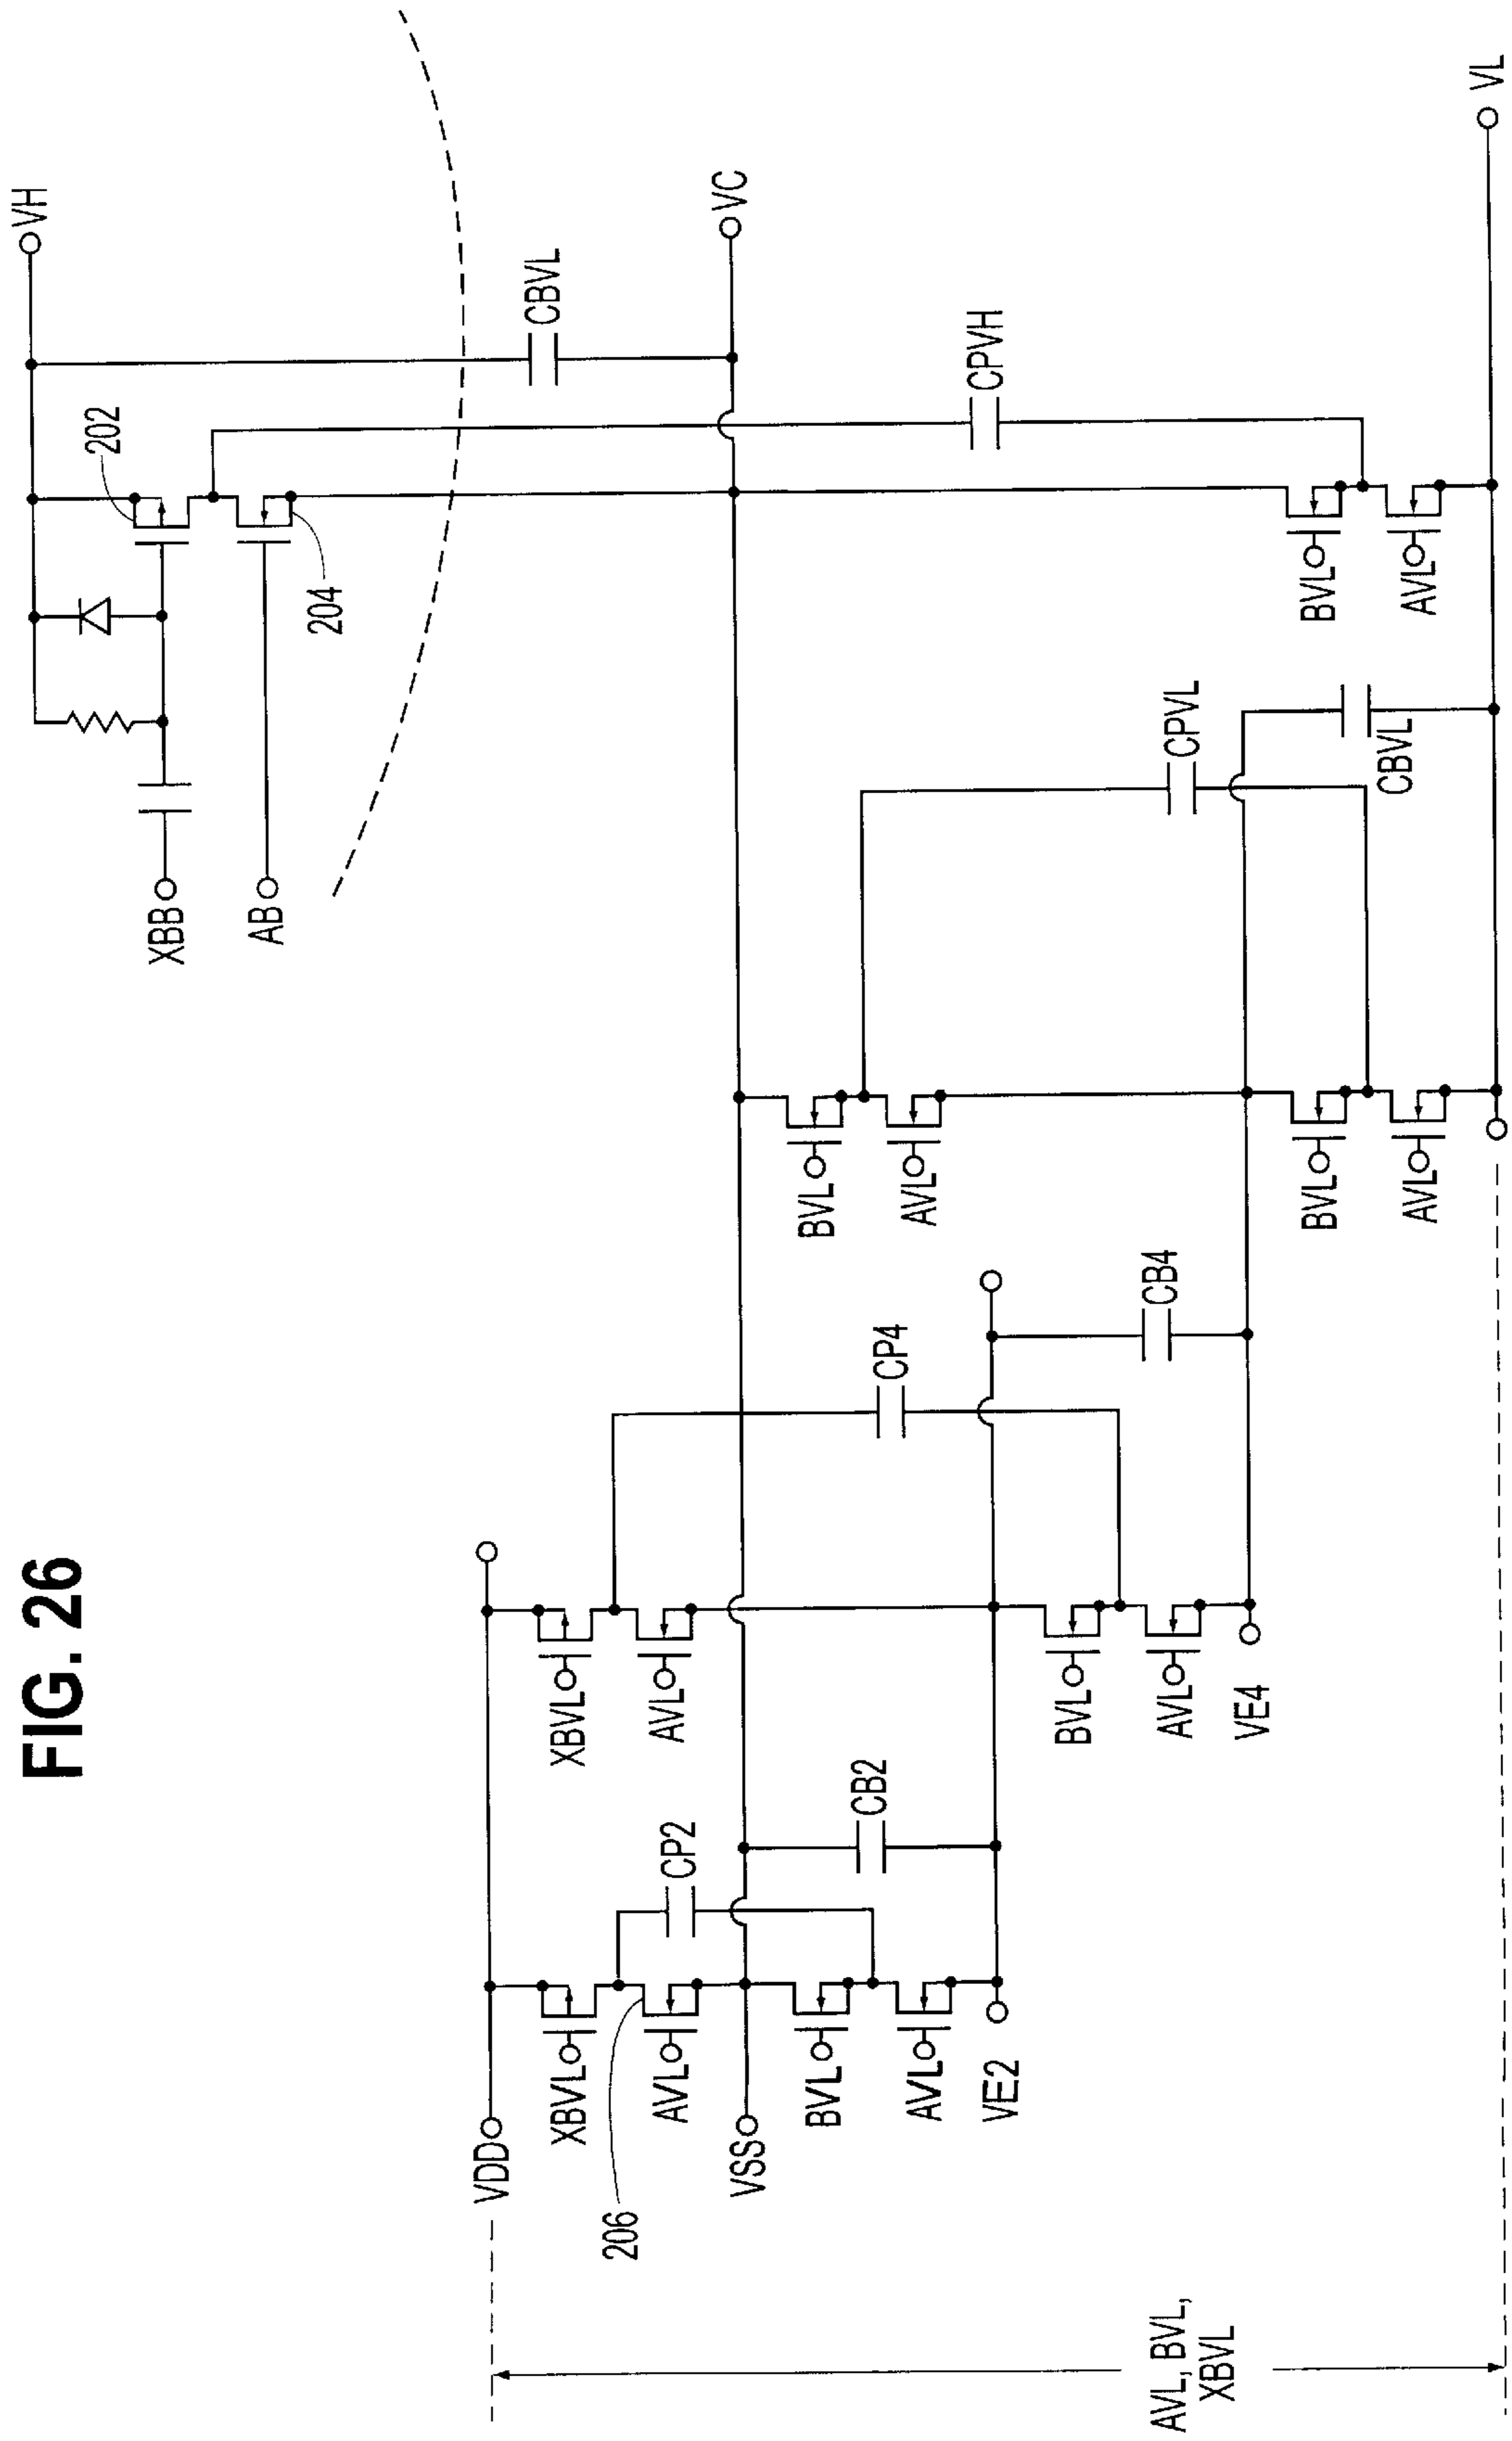 FIG. 26
VH
202
XBB
AB
204
CBVL
VC
CPVH
BVL
AVL
VL
CPVL
CBVL
BVL
AVL
BVL
AVL
CP4
CB4
XBVL
AVL
BVL
AVL
VE4
CP2
CB2
VDD
XBVL
AVL
206
VSS
BVL
AVL
VE2
AVL, BVL,
XBVL